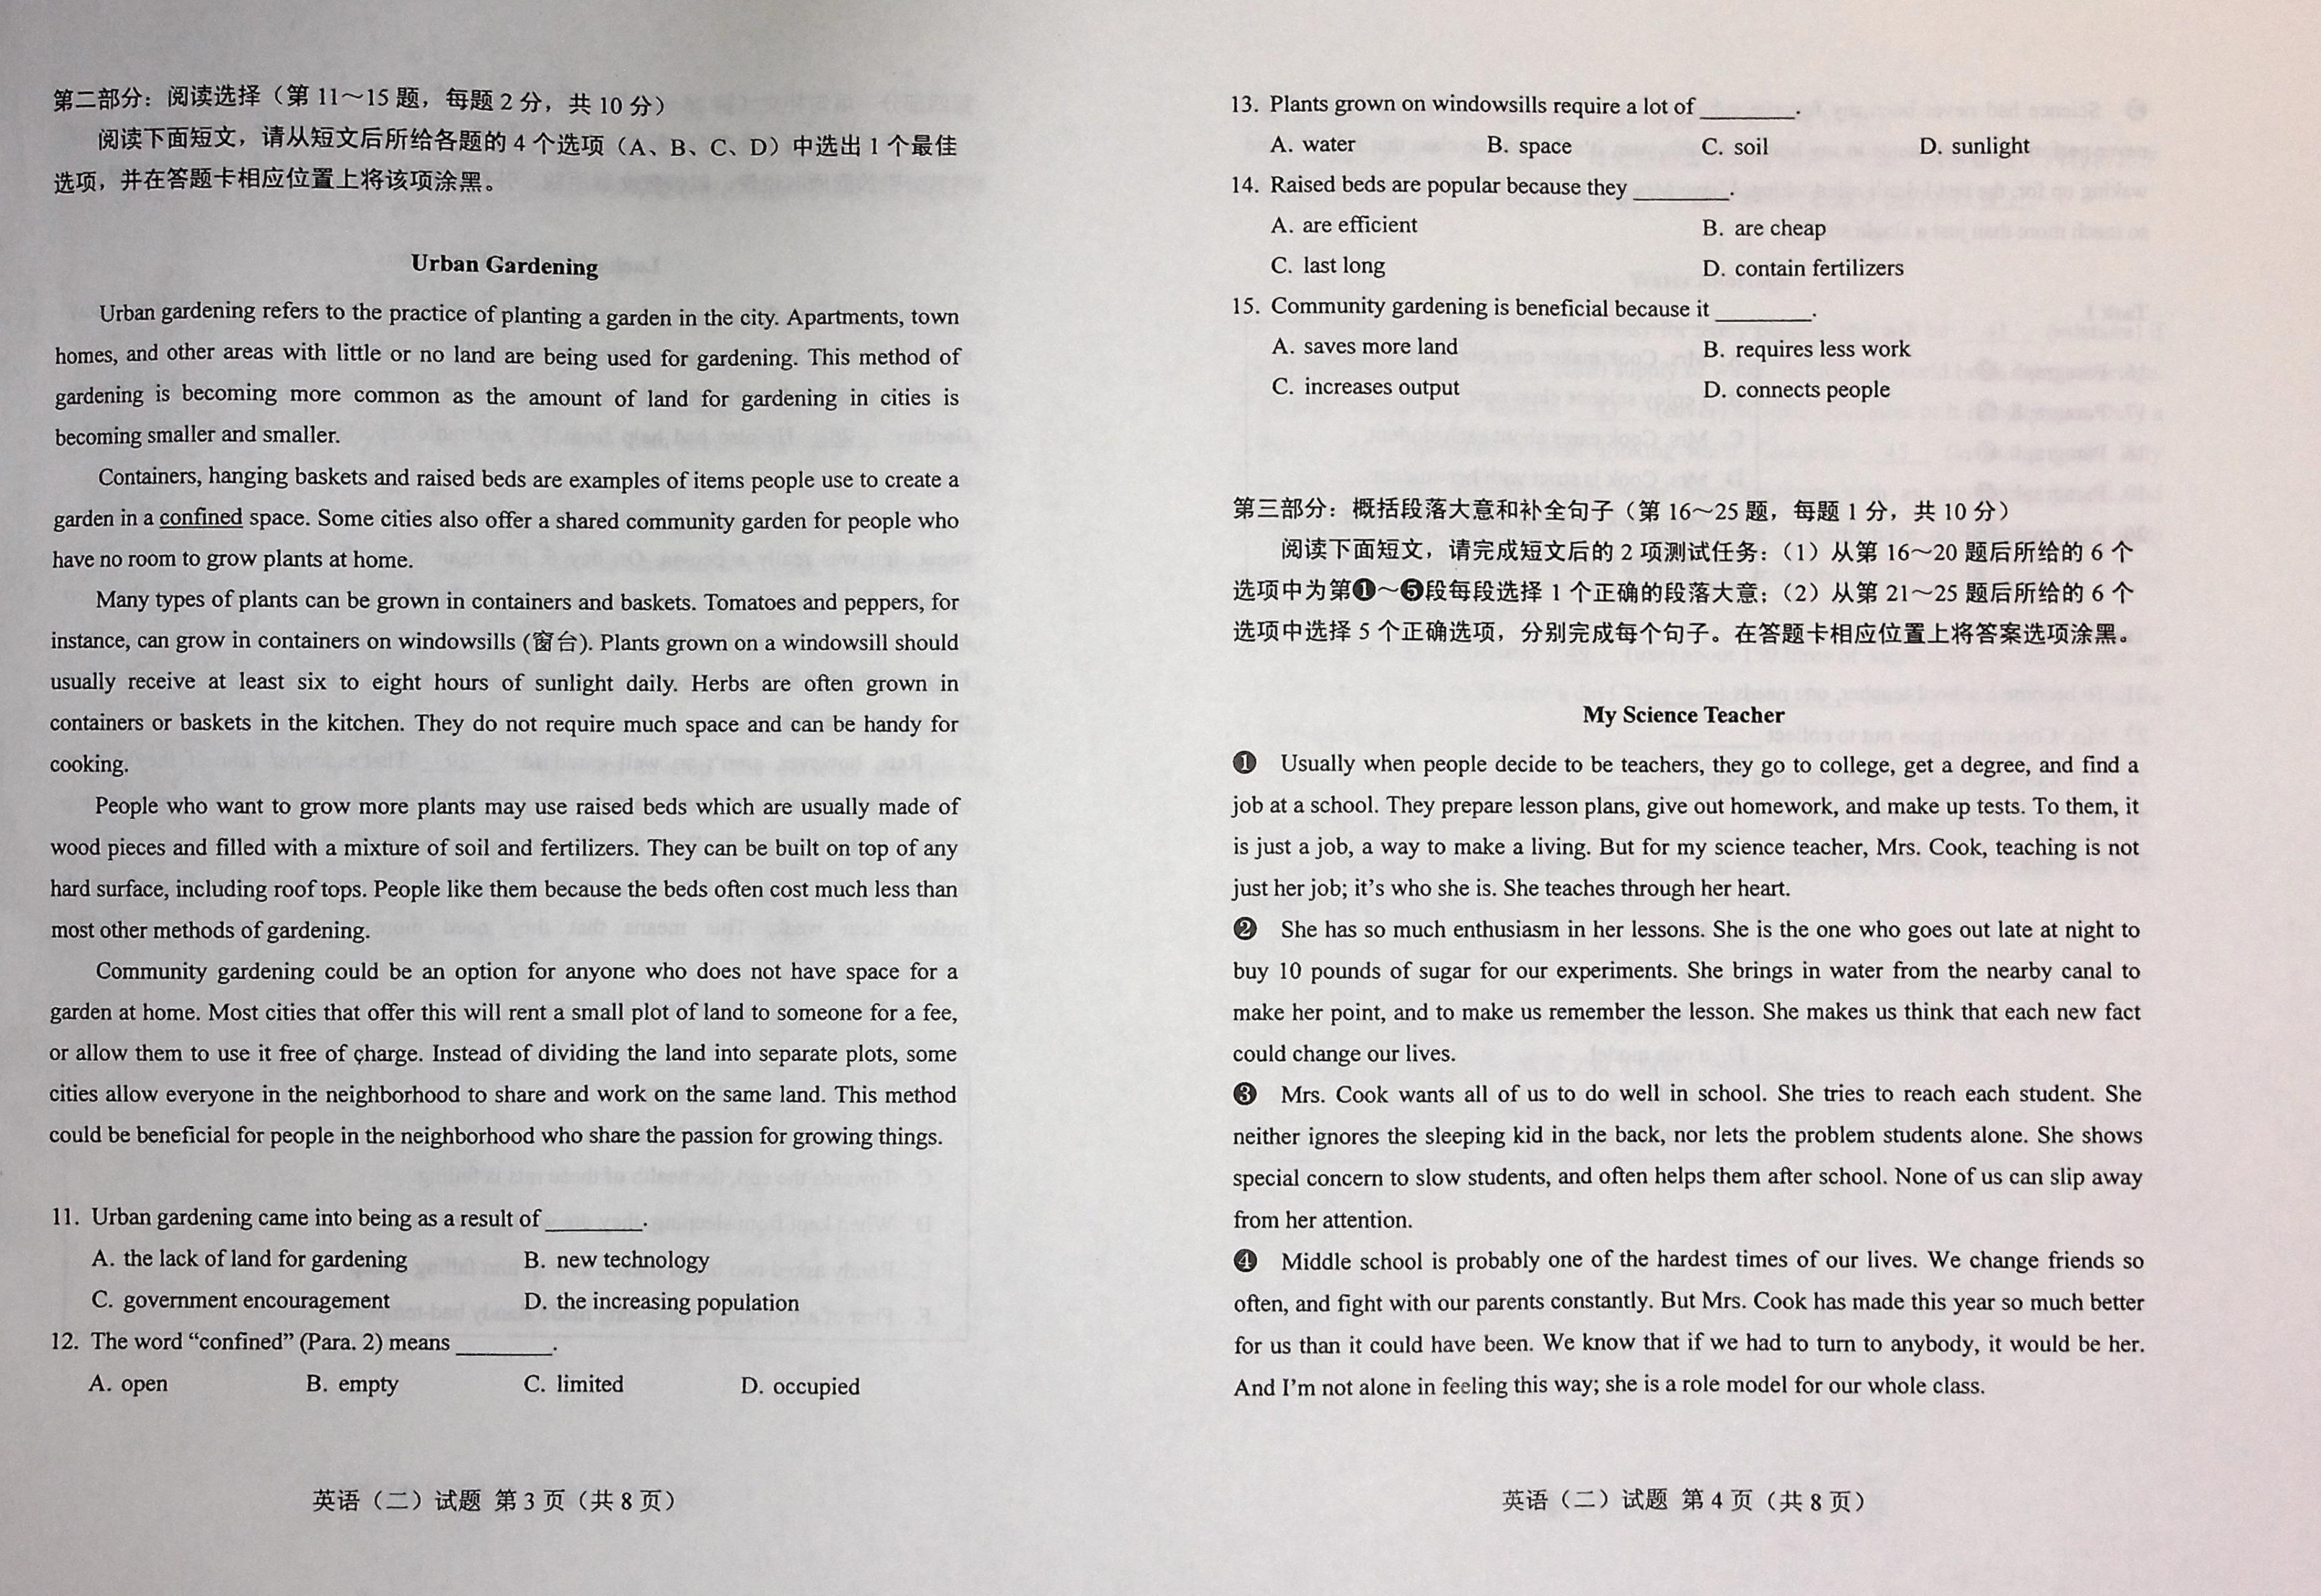 第二部分：阅读选择（第 11～15 题，每题 2 分，共 10 分）
阅读下面短文，请从短文后所给各题的 4 个选项（A、B、C、D）中选出 1 个最佳
选项，并在答题卡相应位置上将该项涂黑。
Urban Gardening
Urban gardening refers to the practice of planting a garden in the city. Apartments, town
homes, and other areas with little or no land are being used for gardening. This method of
gardening is becoming more common as the amount of land for gardening in cities is
becoming smaller and smaller.
Containers, hanging baskets and raised beds are examples of items people use to create a
garden in a confined space. Some cities also offer a shared community garden for people who
have no room to grow plants at home.
Many types of plants can be grown in containers and baskets. Tomatoes and peppers, for
instance, can grow in containers on windowsills (窗台). Plants grown on a windowsill should
usually receive at least six to eight hours of sunlight daily. Herbs are often grown in
containers or baskets in the kitchen. They do not require much space and can be handy for
cooking.
People who want to grow more plants may use raised beds which are usually made of
wood pieces and filled with a mixture of soil and fertilizers. They can be built on top of any
hard surface, including roof tops. People like them because the beds often cost much less than
most other methods of gardening.
Community gardening could be an option for anyone who does not have space for a
garden at home. Most cities that offer this will rent a small plot of land to someone for a fee,
or allow them to use it free of charge. Instead of dividing the land into separate plots, some
cities allow everyone in the neighborhood to share and work on the same land. This method
could be beneficial for people in the neighborhood who share the passion for growing things.
11. Urban gardening came into being as a result of ________.
A. the lack of land for gardening B. new technology
C. government encouragement D. the increasing population
12. The word “confined” (Para. 2) means ________.
A. open B. empty C. limited D. occupied
英语（二）试题 第 3 页（共 8 页）
13. Plants grown on windowsills require a lot of ________.
A. water B. space C. soil D. sunlight
14. Raised beds are popular because they ________.
A. are efficient B. are cheap
C. last long D. contain fertilizers
15. Community gardening is beneficial because it ________.
A. saves more land B. requires less work
C. increases output D. connects people
第三部分：概括段落大意和补全句子（第 16～25 题，每题 1 分，共 10 分）
阅读下面短文，请完成短文后的 2 项测试任务：（1）从第 16～20 题后所给的 6 个
选项中为第❶～❺段每段选择 1 个正确的段落大意；（2）从第 21～25 题后所给的 6 个
选项中选择 5 个正确选项，分别完成每个句子。在答题卡相应位置上将答案选项涂黑。
My Science Teacher
❶ Usually when people decide to be teachers, they go to college, get a degree, and find a
job at a school. They prepare lesson plans, give out homework, and make up tests. To them, it
is just a job, a way to make a living. But for my science teacher, Mrs. Cook, teaching is not
just her job; it’s who she is. She teaches through her heart.
❷ She has so much enthusiasm in her lessons. She is the one who goes out late at night to
buy 10 pounds of sugar for our experiments. She brings in water from the nearby canal to
make her point, and to make us remember the lesson. She makes us think that each new fact
could change our lives.
❸ Mrs. Cook wants all of us to do well in school. She tries to reach each student. She
neither ignores the sleeping kid in the back, nor lets the problem students alone. She shows
special concern to slow students, and often helps them after school. None of us can slip away
from her attention.
❹ Middle school is probably one of the hardest times of our lives. We change friends so
often, and fight with our parents constantly. But Mrs. Cook has made this year so much better
for us than it could have been. We know that if we had to turn to anybody, it would be her.
And I’m not alone in feeling this way; she is a role model for our whole class.
英语（二）试题 第 4 页（共 8 页）